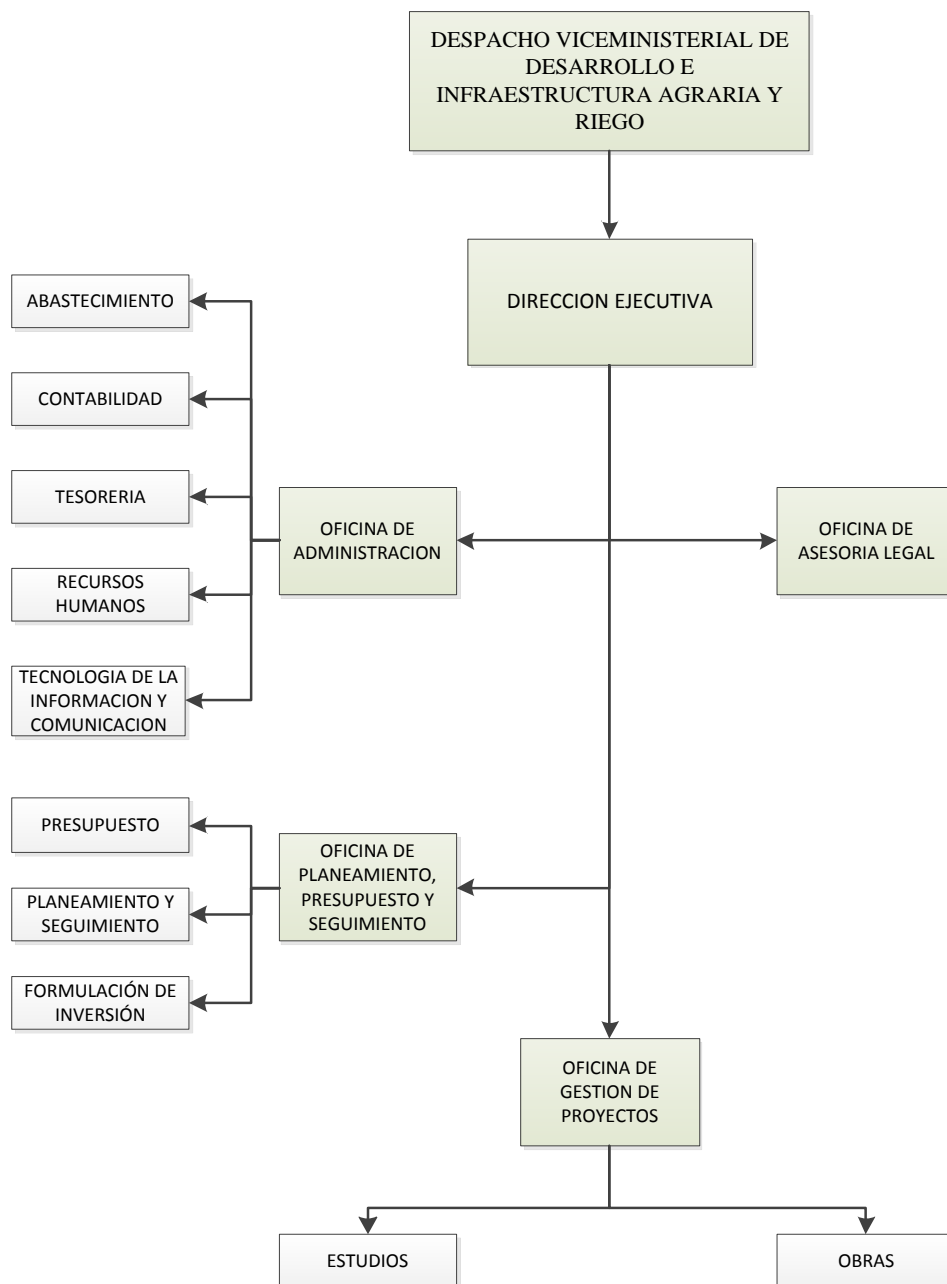 DESPACHO VICEMINISTERIAL DE
DESARROLLO E
INFRAESTRUCTURA AGRARIA Y
RIEGO
DIRECCION EJECUTIVA
ABASTECIMIENTO
CONTABILIDAD
TESORERIA
RECURSOS
HUMANOS
TECNOLOGIA DE LA
INFORMACION Y
COMUNICACION
OFICINA DE
ADMINISTRACION
OFICINA DE
ASESORIA LEGAL
PRESUPUESTO
PLANEAMIENTO Y
SEGUIMIENTO
FORMULACIÓN DE
INVERSIÓN
OFICINA DE
PLANEAMIENTO,
PRESUPUESTO Y
SEGUIMIENTO
OFICINA DE
GESTION DE
PROYECTOS
ESTUDIOS
OBRAS